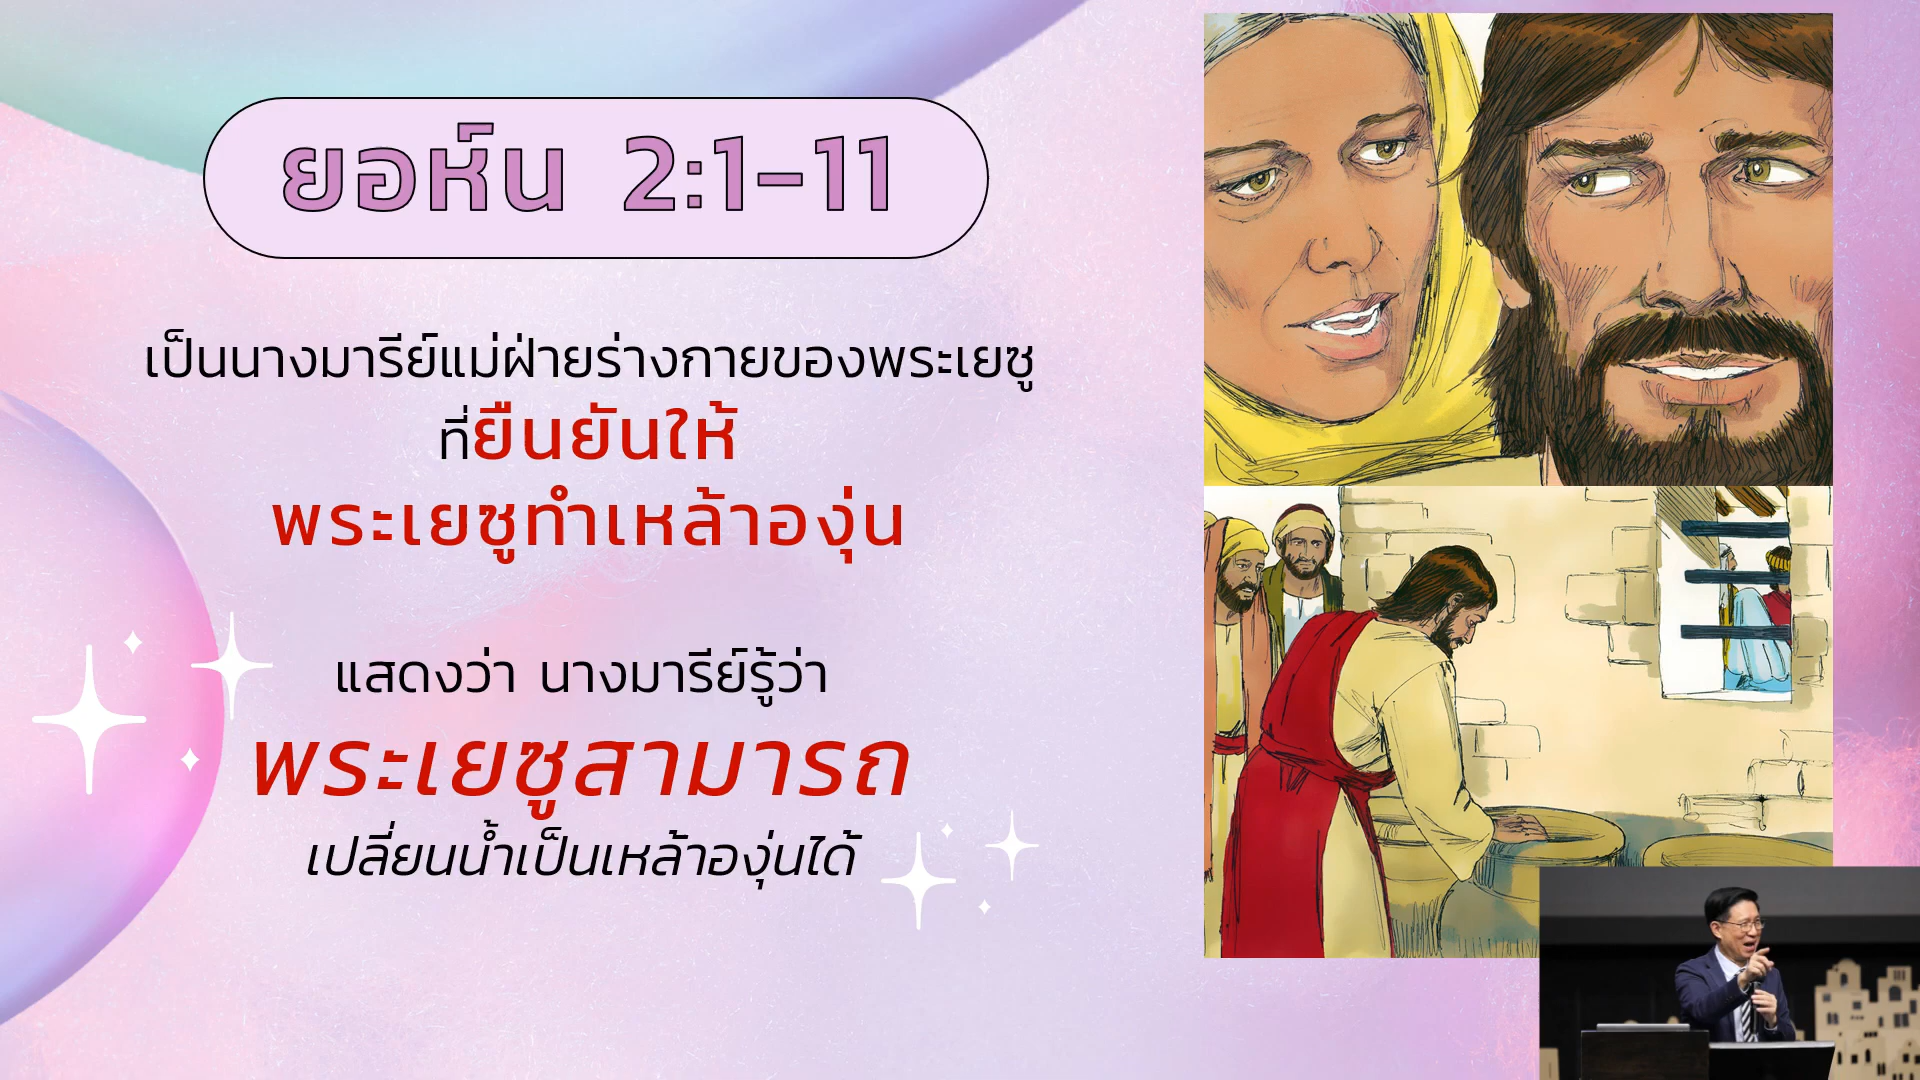 ยอห์น 2:1-11
เป็นนางมารีย์แม่ฝ่ายร่างกายของพระเยซู
ที่ยืนยันให้
พระเยซูทำเหล้าองุ่น
แสดงว่า นางมารีย์รู้ว่า
พระเยซูสามารถ
เปลี่ยนน้ำเป็นเหล้าองุ่นได้